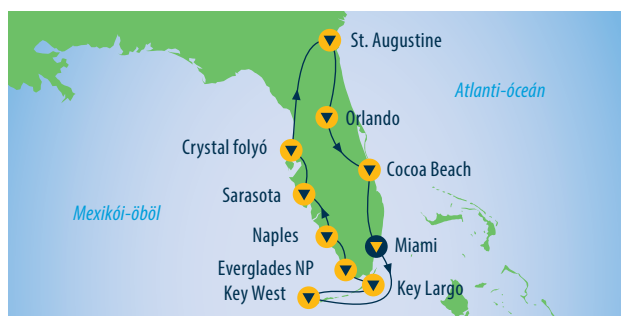 St. Augustine
Atlanti-óceán
Orlando
Crystal folyó
Cocoa Beach
Sarasota
Mexikói-öböl
Naples
Miami
Everglades NP
Key West
Key Largo